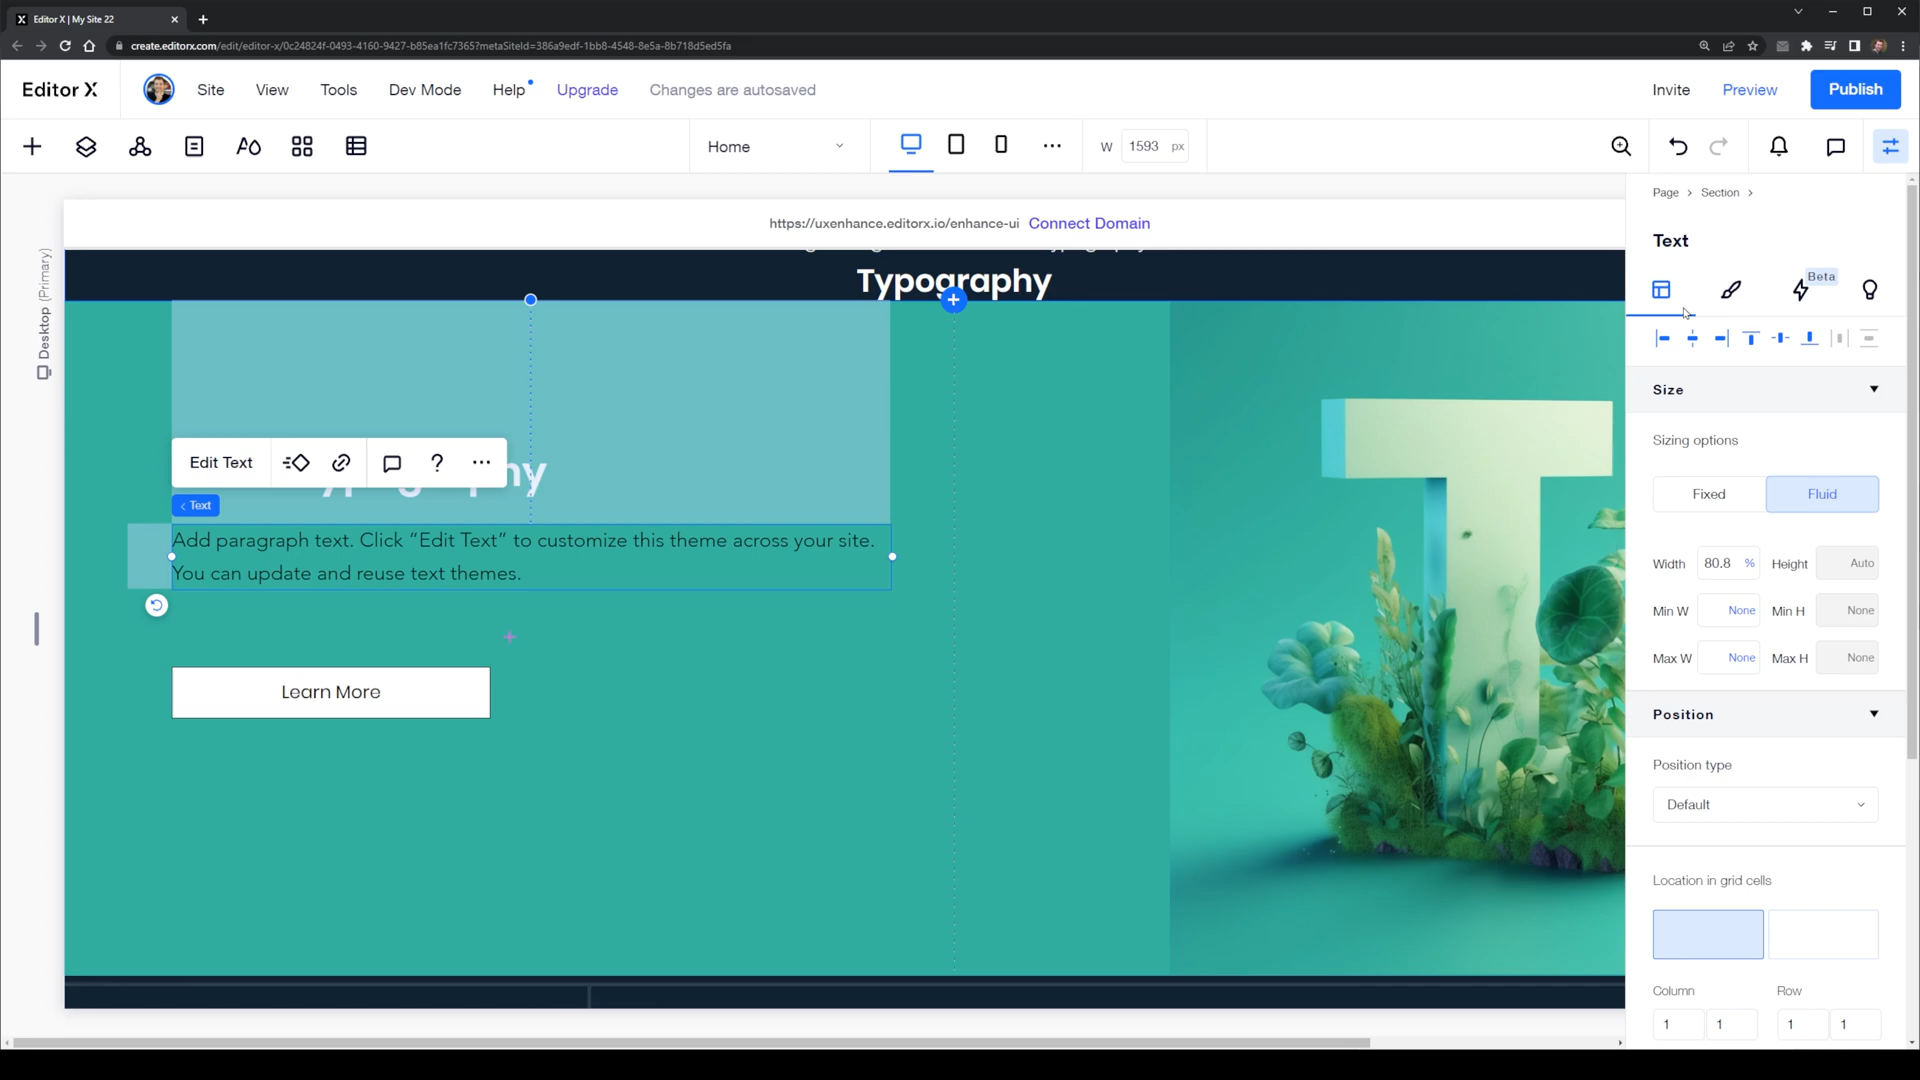 Editor X | My Site 22
create.editorx.com/edit/editor-x/0c24824f-0493-4160-9427-b85ea1fc7365?metaSiteId=386a9edf-1bb8-4548-8e5a-8b718d5ed5fa
Editor X Site View Tools Dev Mode Help Upgrade Changes are autosaved Invite Preview Publish
Home W 1593 px
Page > Section >
https://uxenhance.editorx.io/enhance-ui Connect Domain
Text
Desktop (Primary)
Typography
Beta
Size
Sizing options
Edit Text ?
Fixed Fluid
< Text
Add paragraph text. Click “Edit Text” to customize this theme across your site.
You can update and reuse text themes.
Width 80.8 % Height Auto
Min W None Min H None
Max W None Max H None
Learn More
Position
Position type
Default
Location in grid cells
Column Row
1 1 1 1